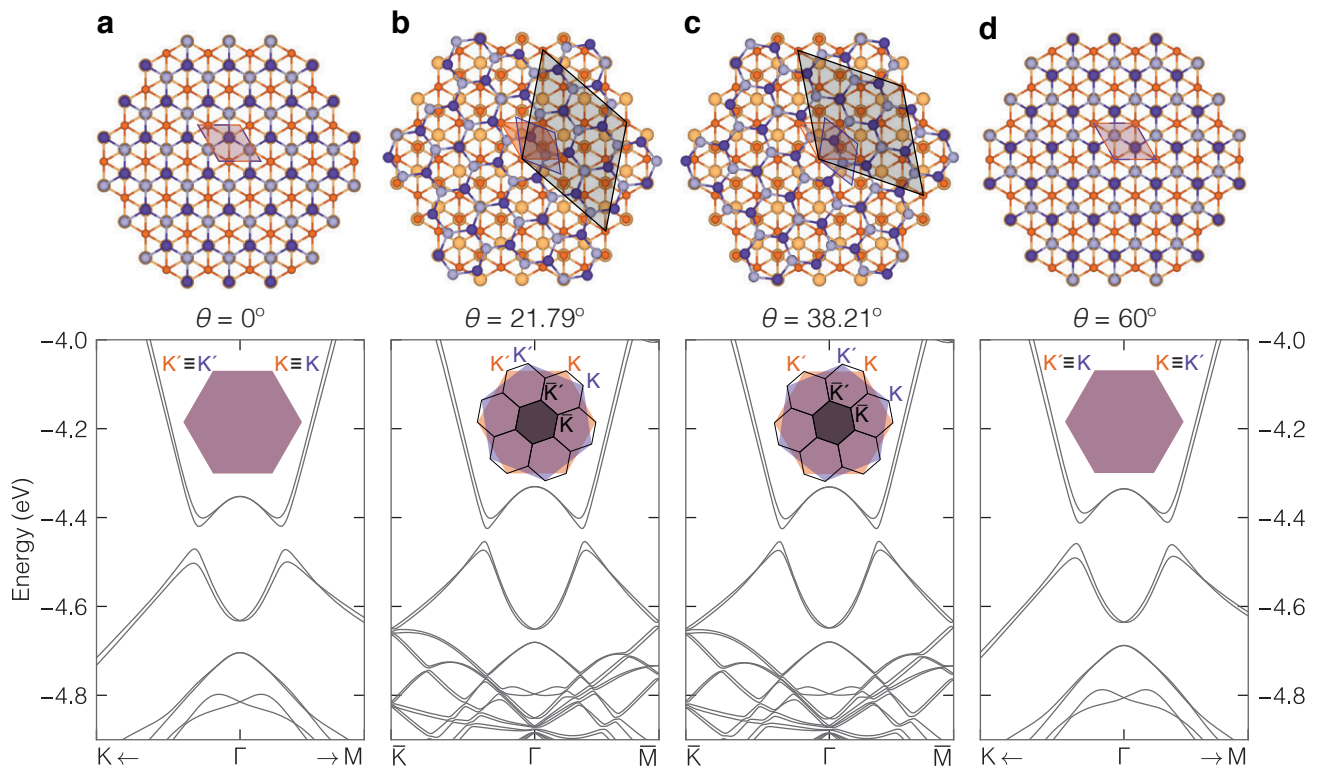 a b c d
θ = 0° θ = 21.79° θ = 38.21° θ = 60°
−4.0 −4.0
K´≡K´ K≡K K´ K´ K K K´ K´ K K K´≡K K≡K´
K̄´ K̄ K̄´ K̄
−4.2 −4.2
−4.4 −4.4
Energy (eV)
−4.6 −4.6
−4.8 −4.8
K ← Γ → M K̄ Γ M̄ K̄ Γ M̄ K ← Γ → M